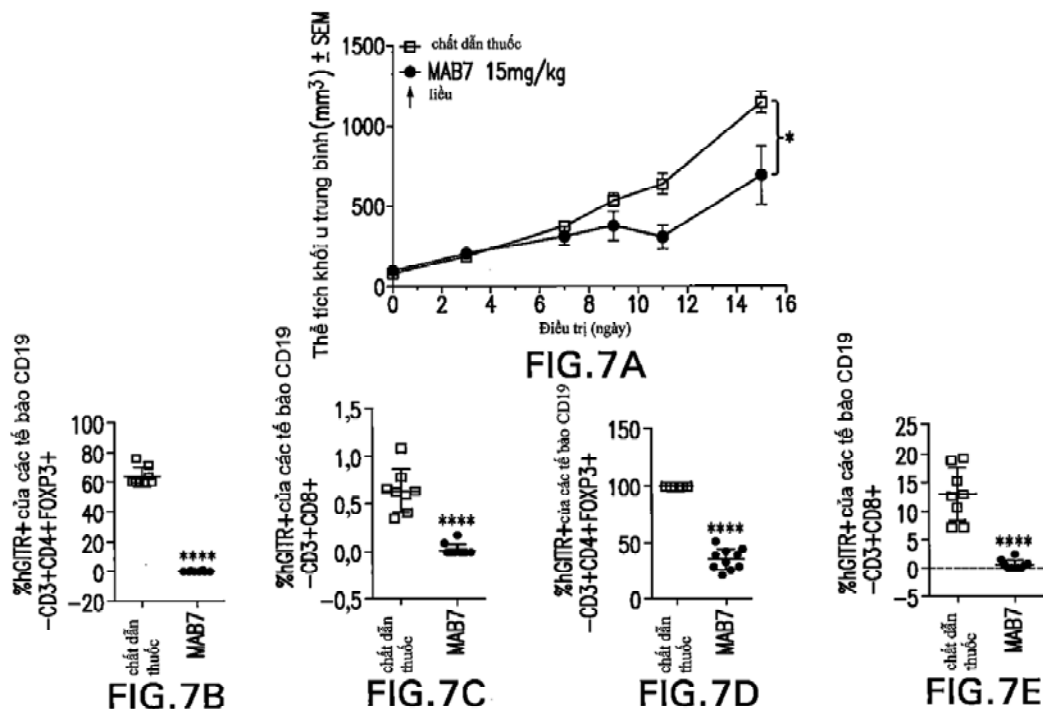 1500
1000
500
0
Thể tích khối u trung bình (mm3) ± SEM
chất dẫn thuốc
MAB7 15mg/kg
liều
*
0 2 4 6 8 10 12 14 16
Điều trị (ngày)
FIG.7A
%hGITR+của các tế bào CD19
-CD3+CD4+FOXP3+
100
80
60
40
20
0
-20
****
chất dẫn
thuốc
MAB7
FIG.7B
%hGITR+của các tế bào CD19
-CD3+CD8+
1,5
1,0
0,5
0,0
-0,5
****
chất dẫn
thuốc
MAB7
FIG.7C
%hGITR+của các tế bào CD19
-CD3+CD4+FOXP3+
150
100
50
0
****
chất dẫn
thuốc
MAB7
FIG.7D
%hGITR+của các tế bào CD19
-CD3+CD8+
25
20
15
10
5
0
-5
****
chất dẫn
thuốc
MAB7
FIG.7E